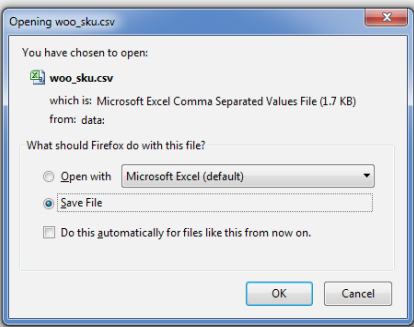 Opening woo_sku.csv
You have chosen to open:
woo_sku.csv
which is: Microsoft Excel Comma Separated Values File (1.7 KB)
from: data:
What should Firefox do with this file?
Open with Microsoft Excel (default)
Save File
Do this automatically for files like this from now on.
OK Cancel